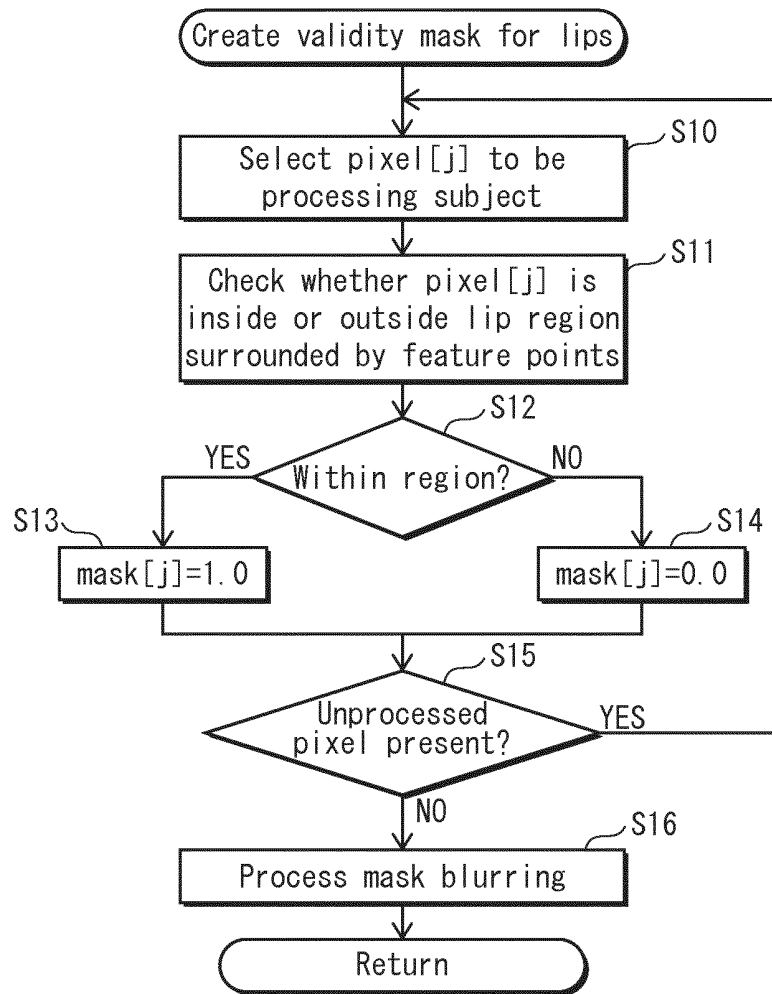 Create validity mask for lips
S10
Select pixel[j] to be
processing subject
S11
Check whether pixel[j] is
inside or outside lip region
surrounded by feature points
S12
YES
Within region?
NO
S13
mask[j]=1.0
S14
mask[j]=0.0
S15
Unprocessed
pixel present?
YES
NO
S16
Process mask blurring
Return